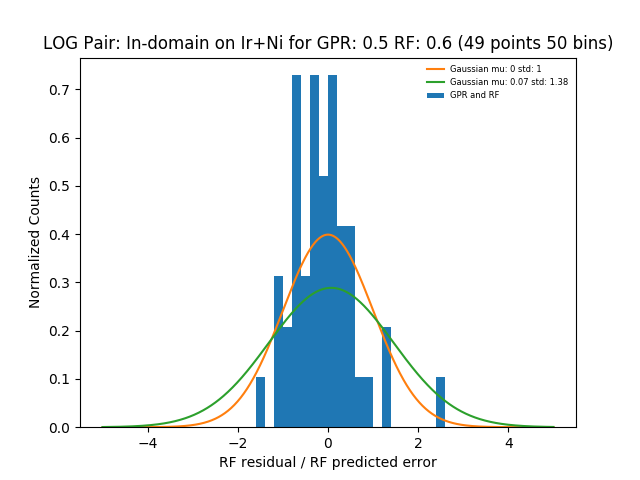 LOG Pair: In-domain on Ir+Ni for GPR: 0.5 RF: 0.6 (49 points 50 bins)
Gaussian mu: 0 std: 1
Gaussian mu: 0.07 std: 1.38
GPR and RF
Normalized Counts
0.7
0.6
0.5
0.4
0.3
0.2
0.1
0.0
−4 −2 0 2 4
RF residual / RF predicted error